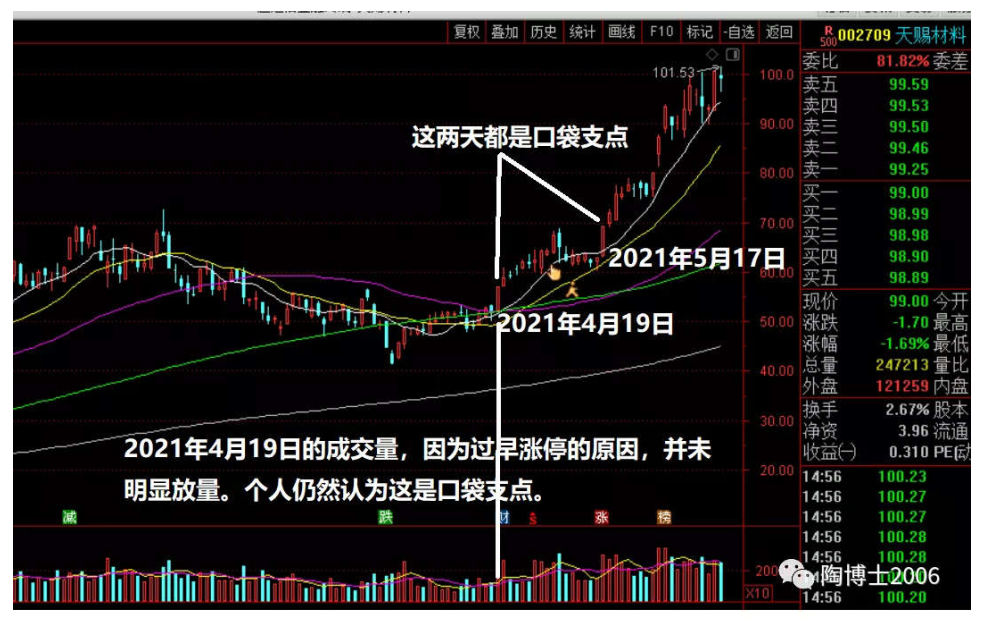 复权 叠加 历史 统计 画线 F10 标记 -自选 返回
R 500 002709 天赐材料
委比 81.82% 委差
卖五 99.59
卖四 99.53
卖三 99.50
卖二 99.46
卖一 99.25
买一 99.00
买二 98.99
买三 98.98
买四 98.90
买五 98.89
现价 99.00 今开
涨跌 -1.70 最高
涨幅 -1.69% 最低
总量 247213 量比
外盘 121259 内盘
换手 2.67% 股本
净资 3.96 流通
收益(一) 0.310 PE(动
14:56 100.23
14:56 100.27
14:56 100.27
14:56 100.28
14:56 100.28
14:56
14:56 100.20
101.53
100.0
90.00
80.00
70.00
60.00
50.00
40.00
30.00
20.00
这两天都是口袋支点
2021年5月17日
2021年4月19日
2021年4月19日的成交量，因为过早涨停的原因，并未
明显放量。个人仍然认为这是口袋支点。
减 跌 财 s 涨 榜
X10
陶博士2006